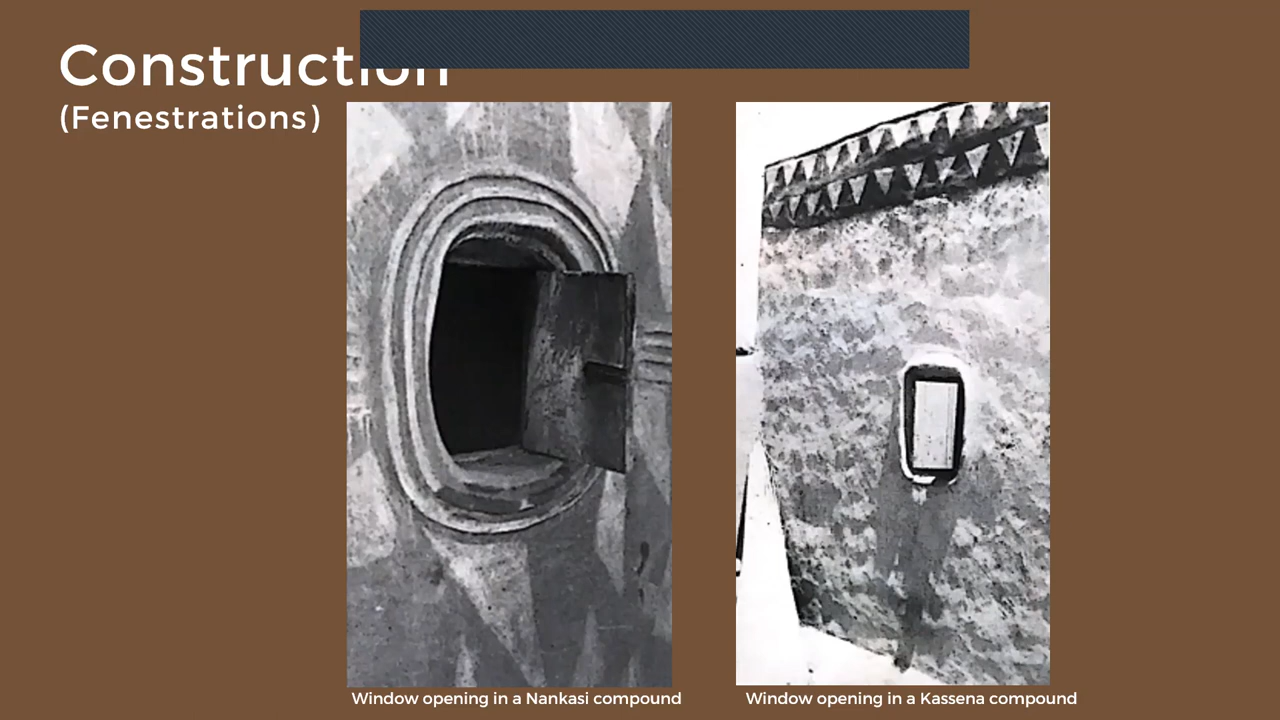 Construction
(Fenestrations)
Window opening in a Nankasi compound
Window opening in a Kassena compound